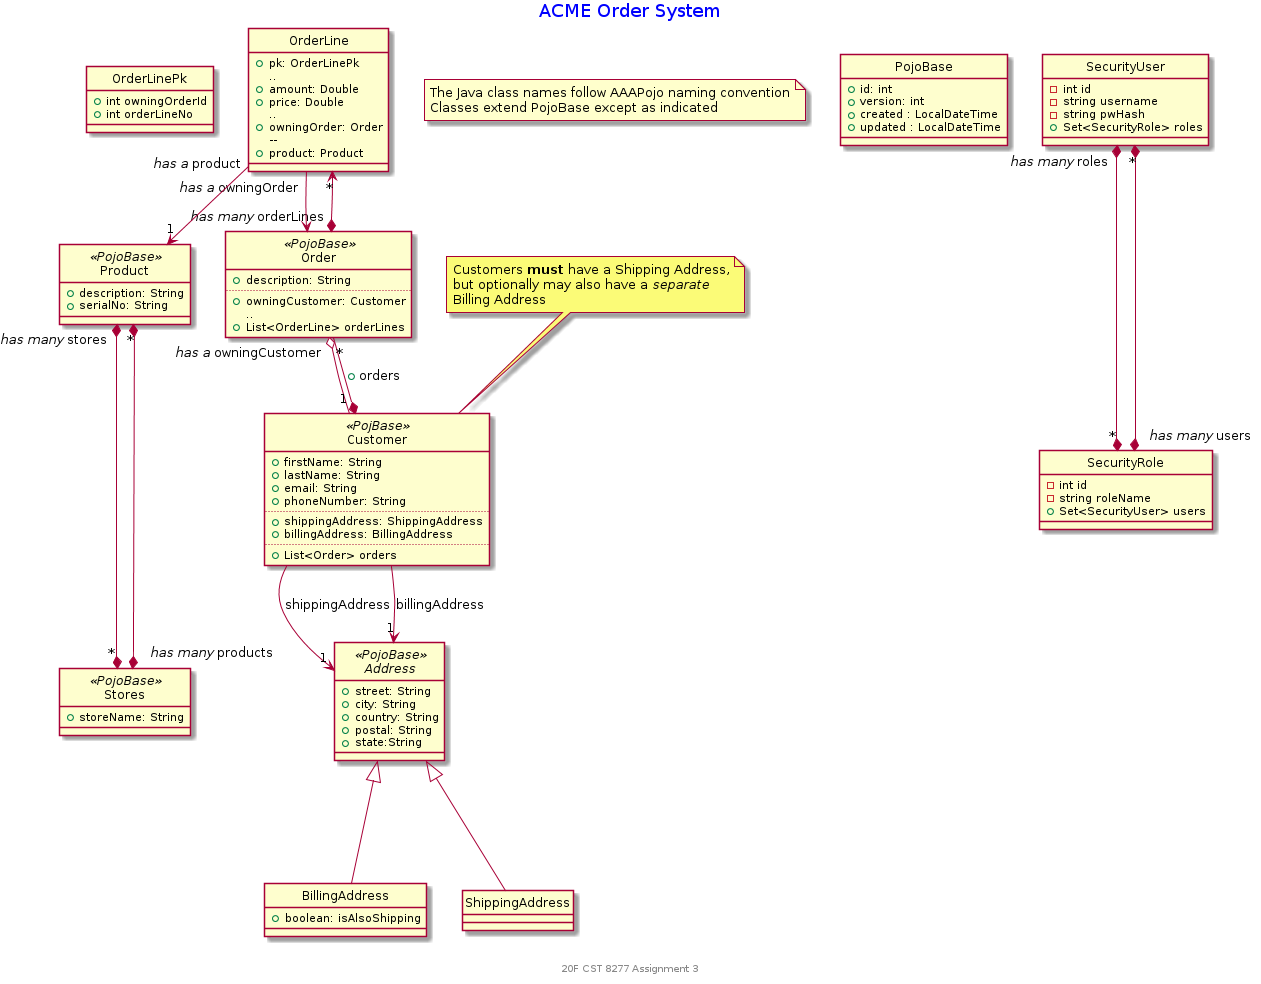 ACME Order System
OrderLinePk
int owningOrderId
int orderLineNo
OrderLine
pk: OrderLinePk
..
amount: Double
price: Double
..
owningOrder: Order
--
product: Product
The Java class names follow AAAPojo naming convention
Classes extend PojoBase except as indicated
PojoBase
id: int
version: int
created : LocalDateTime
updated : LocalDateTime
SecurityUser
int id
string username
string pwHash
Set<SecurityRole> roles
has a product
1
has a owningOrder
has many orderLines
*
has many roles
*
«PojoBase»
Product
description: String
serialNo: String
«PojoBase»
Order
description: String
owningCustomer: Customer
..
List<OrderLine> orderLines
Customers must have a Shipping Address,
but optionally may also have a separate
Billing Address
has many stores
*
has a owningCustomer
*
orders
1
«PojBase»
Customer
firstName: String
lastName: String
email: String
phoneNumber: String
shippingAddress: ShippingAddress
billingAddress: BillingAddress
List<Order> orders
*
has many users
SecurityRole
int id
string roleName
Set<SecurityUser> users
shippingAddress
billingAddress
1
1
*
has many products
«PojoBase»
Stores
storeName: String
«PojoBase»
Address
street: String
city: String
country: String
postal: String
state:String
BillingAddress
boolean: isAlsoShipping
ShippingAddress
20F CST 8277 Assignment 3